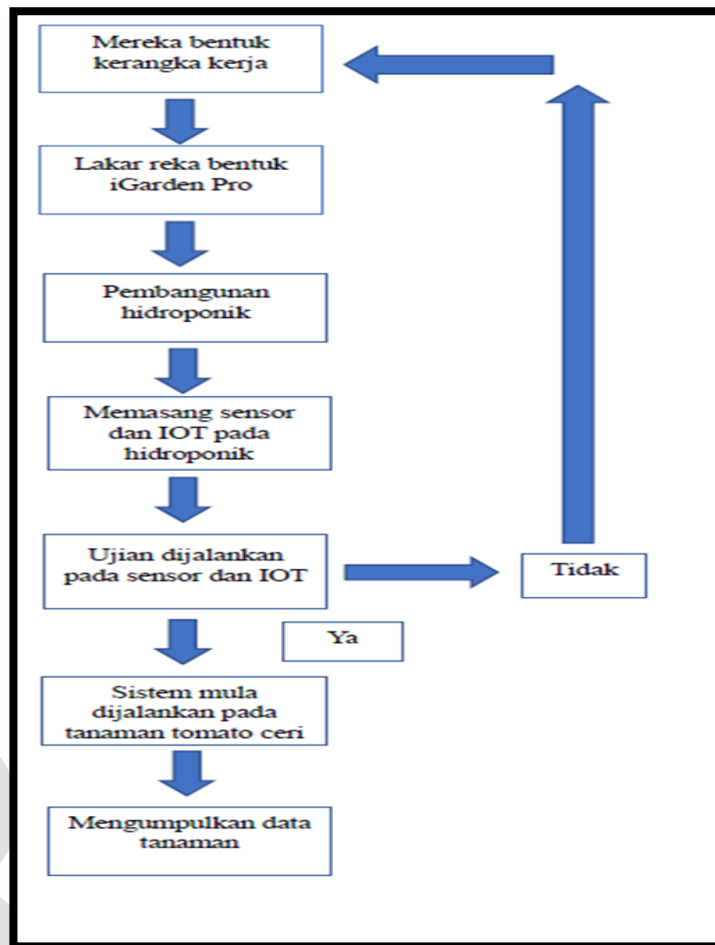 Mereka bentuk
kerangka kerja
Lakar reka bentuk
iGarden Pro
Pembangunan
hidroponik
Memasang sensor
dan IOT pada
hidroponik
Ujian dijalankan
pada sensor dan IOT
Tidak
Ya
Sistem mula
dijalankan pada
tanaman tomato ceri
Mengumpulkan data
tanaman